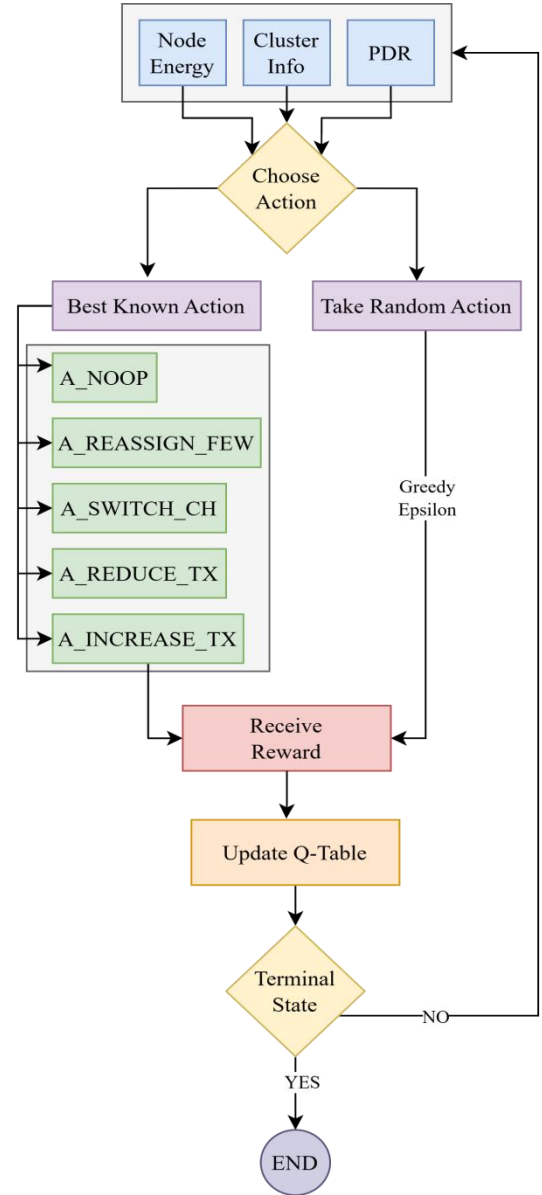 Node
Energy
Cluster
Info
PDR
Choose
Action
Best Known Action
Take Random Action
A_NOOP
A_REASSIGN_FEW
A_SWITCH_CH
A_REDUCE_TX
A_INCREASE_TX
Greedy
Epsilon
Receive
Reward
Update Q-Table
Terminal
State
NO
YES
END